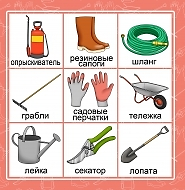 опрыскиватель
резиновые
сапоги
шланг
грабли
садовые
перчатки
тележка
лейка
секатор
лопата